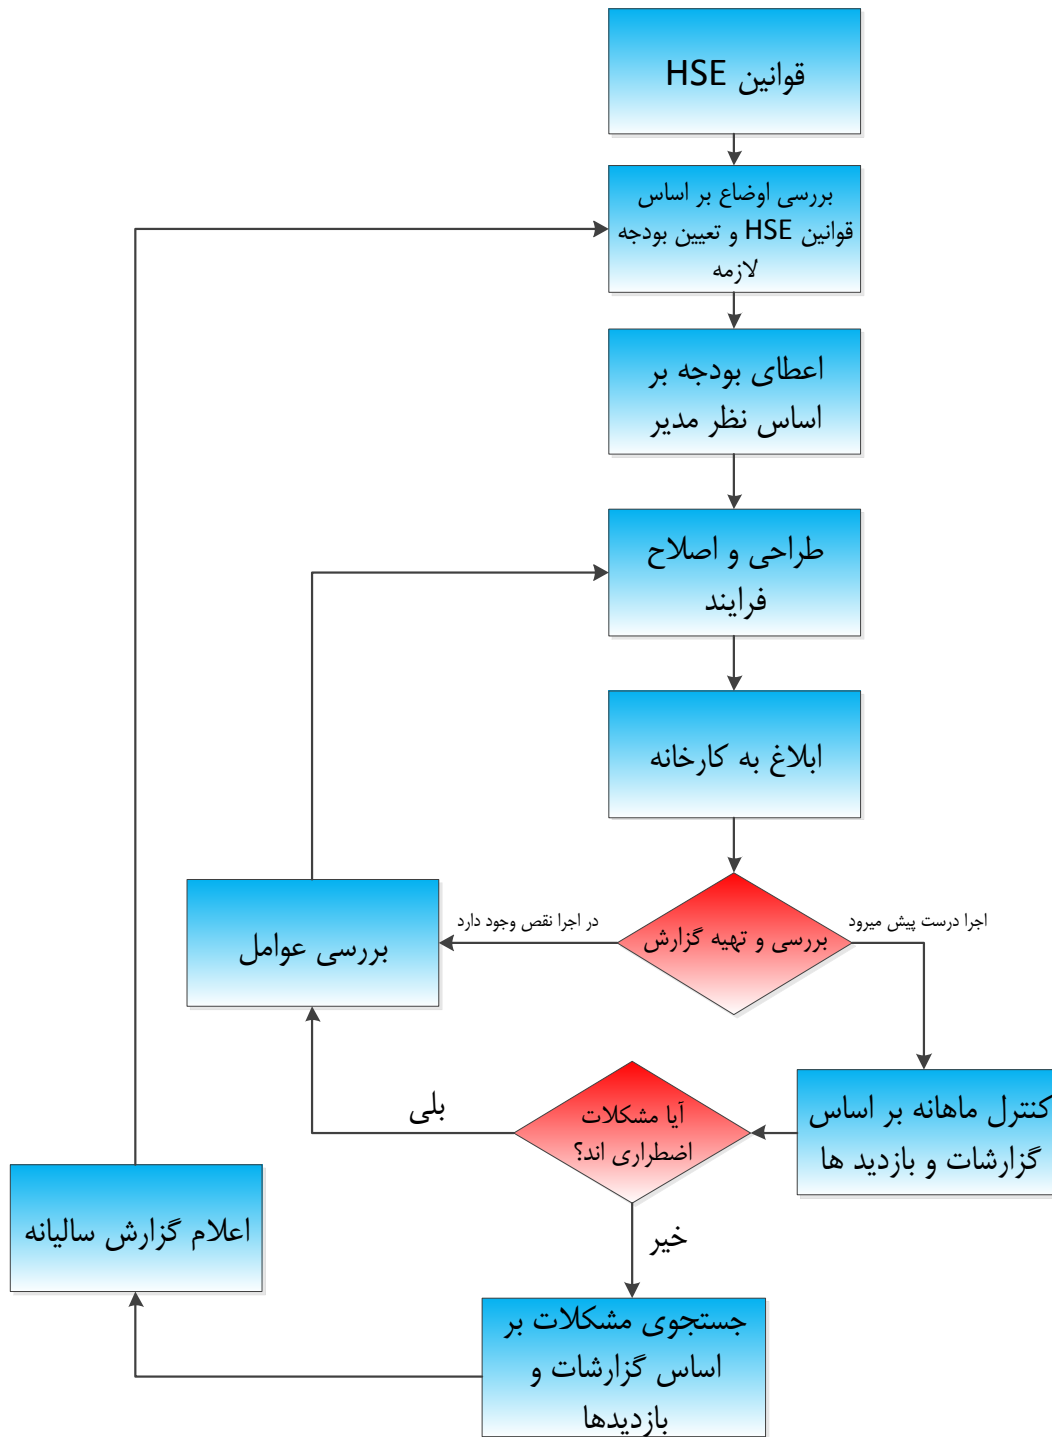 قوانین HSE
بررسی اوضاع بر اساس
قوانین HSE و تعیین بودجه
لازمه
اعطای بودجه بر
اساس نظر مدیر
طراحی و اصلاح
فرایند
ابلاغ به کارخانه
بررسی و تهیه گزارش
اجرا درست پیش میرود
در اجرا نقص وجود دارد
بررسی عوامل
کنترل ماهانه بر اساس
گزارشات و بازدید ها
آیا مشکلات
اضطراری اند؟
بلی
خیر
جستجوی مشکلات بر
اساس گزارشات و
بازدیدها
اعلام گزارش سالیانه